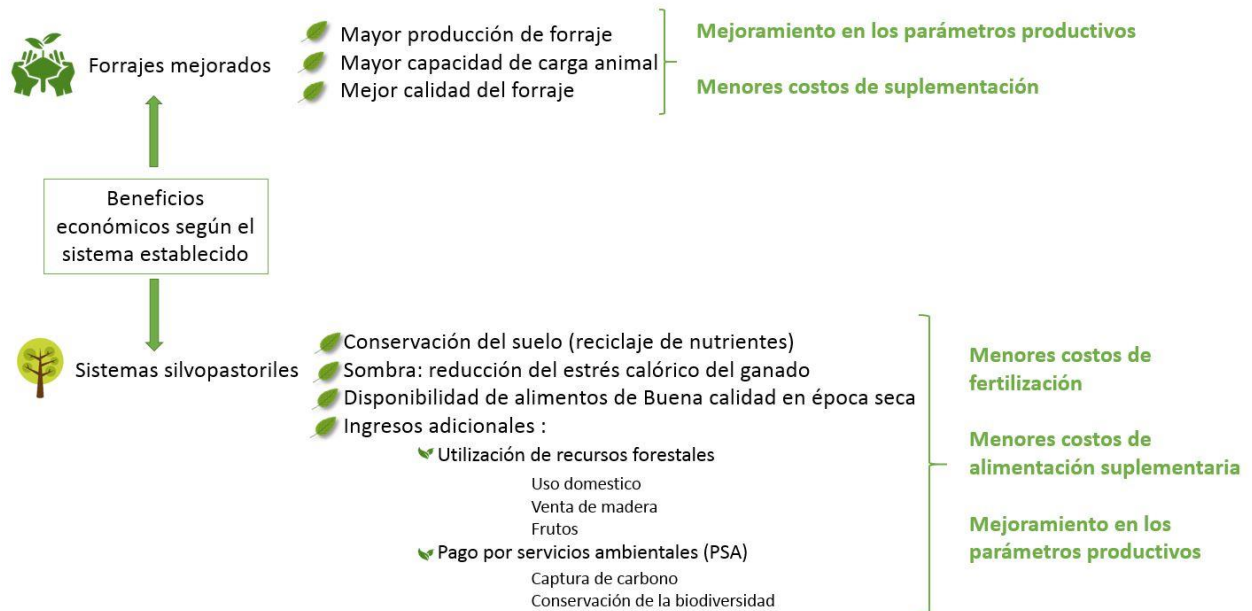 Forrajes mejorados
Mayor producción de forraje
Mayor capacidad de carga animal
Mejor calidad del forraje
Mejoramiento en los parámetros productivos
Menores costos de suplementación
Beneficios
económicos según el
sistema establecido
Sistemas silvopastoriles
Conservación del suelo (reciclaje de nutrientes)
Sombra: reducción del estrés calórico del ganado
Disponibilidad de alimentos de Buena calidad en época seca
Ingresos adicionales :
Utilización de recursos forestales
Uso domestico
Venta de madera
Frutos
Pago por servicios ambientales (PSA)
Captura de carbono
Conservación de la biodiversidad
Menores costos de
fertilización
Menores costos de
alimentación suplementaria
Mejoramiento en los
parámetros productivos